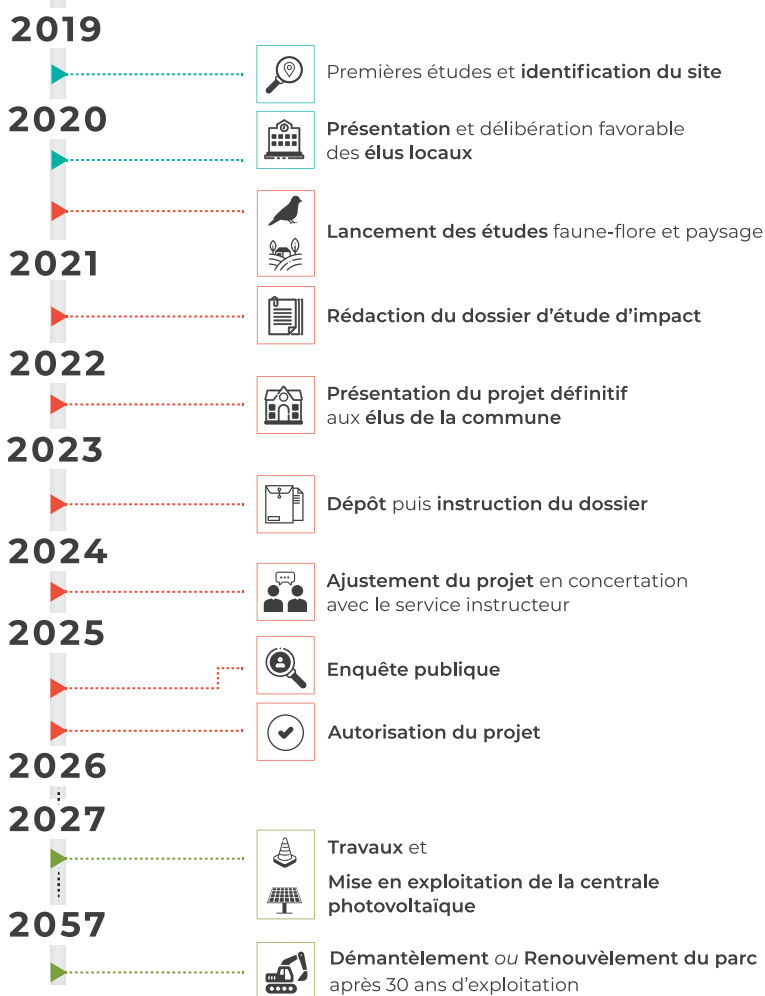 2019
Premières études et identification du site
2020
Présentation et délibération favorable
des élus locaux
Lancement des études faune-flore et paysage
2021
Rédaction du dossier d'étude d'impact
2022
Présentation du projet définitif
aux élus de la commune
2023
Dépôt puis instruction du dossier
2024
Ajustement du projet en concertation
avec le service instructeur
2025
Enquête publique
Autorisation du projet
2026
2027
Travaux et
Mise en exploitation de la centrale
photovoltaïque
2057
Démantèlement ou Renouvèlement du parc
après 30 ans d'exploitation